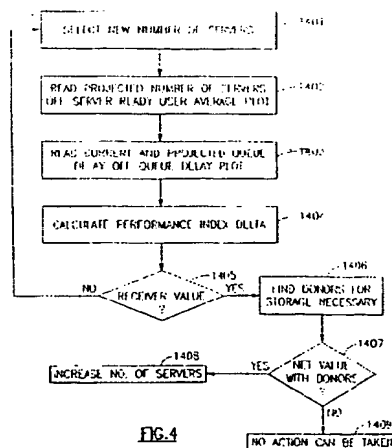 1401
SELECT NEW NUMBER OF SERVERS
1402
READ PROJECTED NUMBER OF SERVERS
OFF SERVER READY USER AVERAGE PLOT
1403
READ CURRENT AND PROJECTED QUEUE
DELAY OFF QUEUE DELAY PLOT
1404
CALCULATE PERFORMANCE INDEX DELTA
1405
RECEIVER VALUE
?
NO
YES
1406
FIND DONORS FOR
STORAGE NECESSARY
1407
NET VALUE
WITH DONORS
?
YES
1408
INCREASE NO. OF SERVERS
NO
1409
NO ACTION CAN BE TAKEN
FIG.4